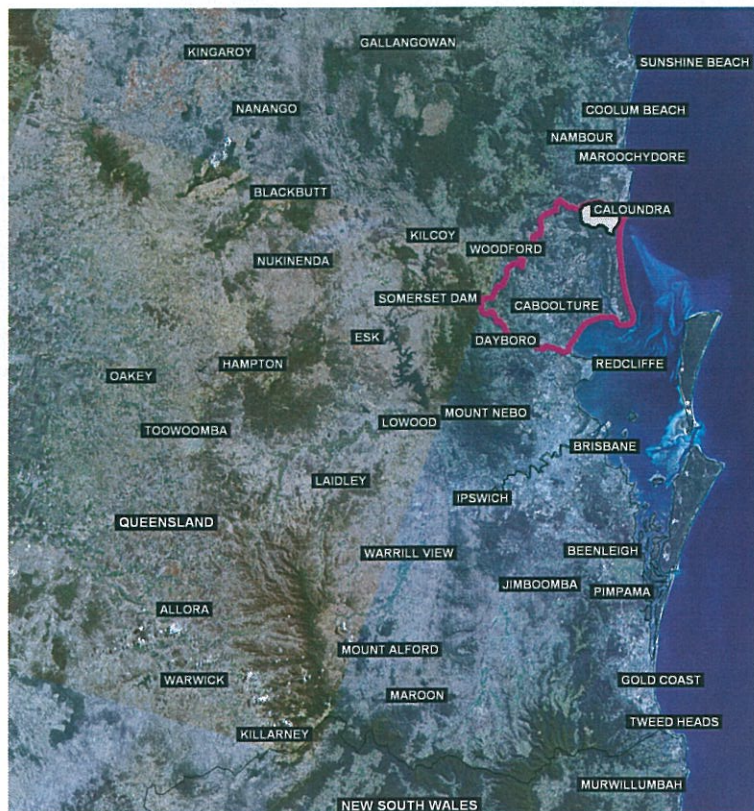 GALLANGOWAN
KINGAROY
SUNSHINE BEACH
NANANGO
COOLUM BEACH
NAMBOUR
MAROOCHYDORE
BLACKBUTT
CALOUNDRA
KILCOY
WOODFORD
NUKINENDA
SOMERSET DAM
CABOOLTURE
ESK
DAYBORO
HAMPTON
REDCLIFFE
OAKEY
LOWOOD
MOUNT NEBO
TOOWOOMBA
BRISBANE
LAIDLEY
IPSWICH
QUEENSLAND
WARRILL VIEW
BEENLEIGH
JIMBOOMBA
PIMPAMA
ALLORA
MOUNT ALFORD
WARWICK
GOLD COAST
MAROON
TWEED HEADS
KILLARNEY
MURWILLUMBAH
NEW SOUTH WALES